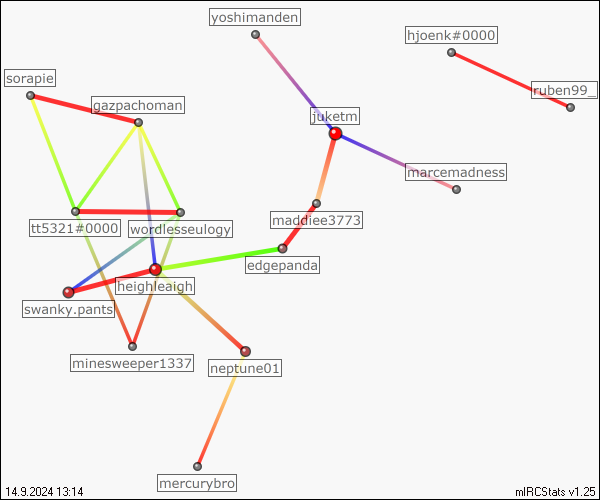 yoshimanden
hjoenk#0000
sorapie
ruben99_
gazpachoman
juketm
marcemadness
maddiee3773
tt5321#0000
wordlesseulogy
edgepanda
heighleaigh
swanky.pants
minesweeper1337
neptune01
mercurybro
14.9.2024 13:14
mIRCStats v1.25